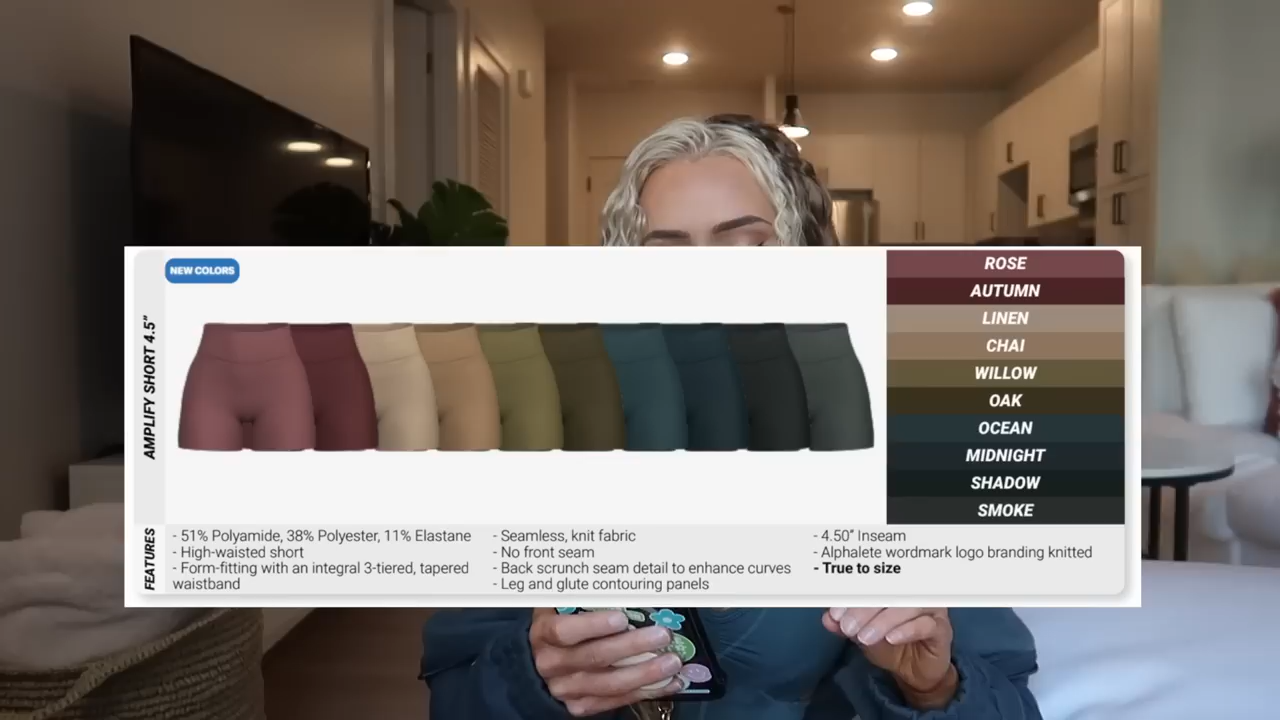 NEW COLORS
AMPLIFY SHORT 4.5”
ROSE
AUTUMN
LINEN
CHAI
WILLOW
OAK
OCEAN
MIDNIGHT
SHADOW
SMOKE
FEATURES
- 51% Polyamide, 38% Polyester, 11% Elastane
- High-waisted short
- Form-fitting with an integral 3-tiered, tapered
waistband
- Seamless, knit fabric
- No front seam
- Back scrunch seam detail to enhance curves
- Leg and glute contouring panels
- 4.50” Inseam
- Alphalete wordmark logo branding knitted
- True to size